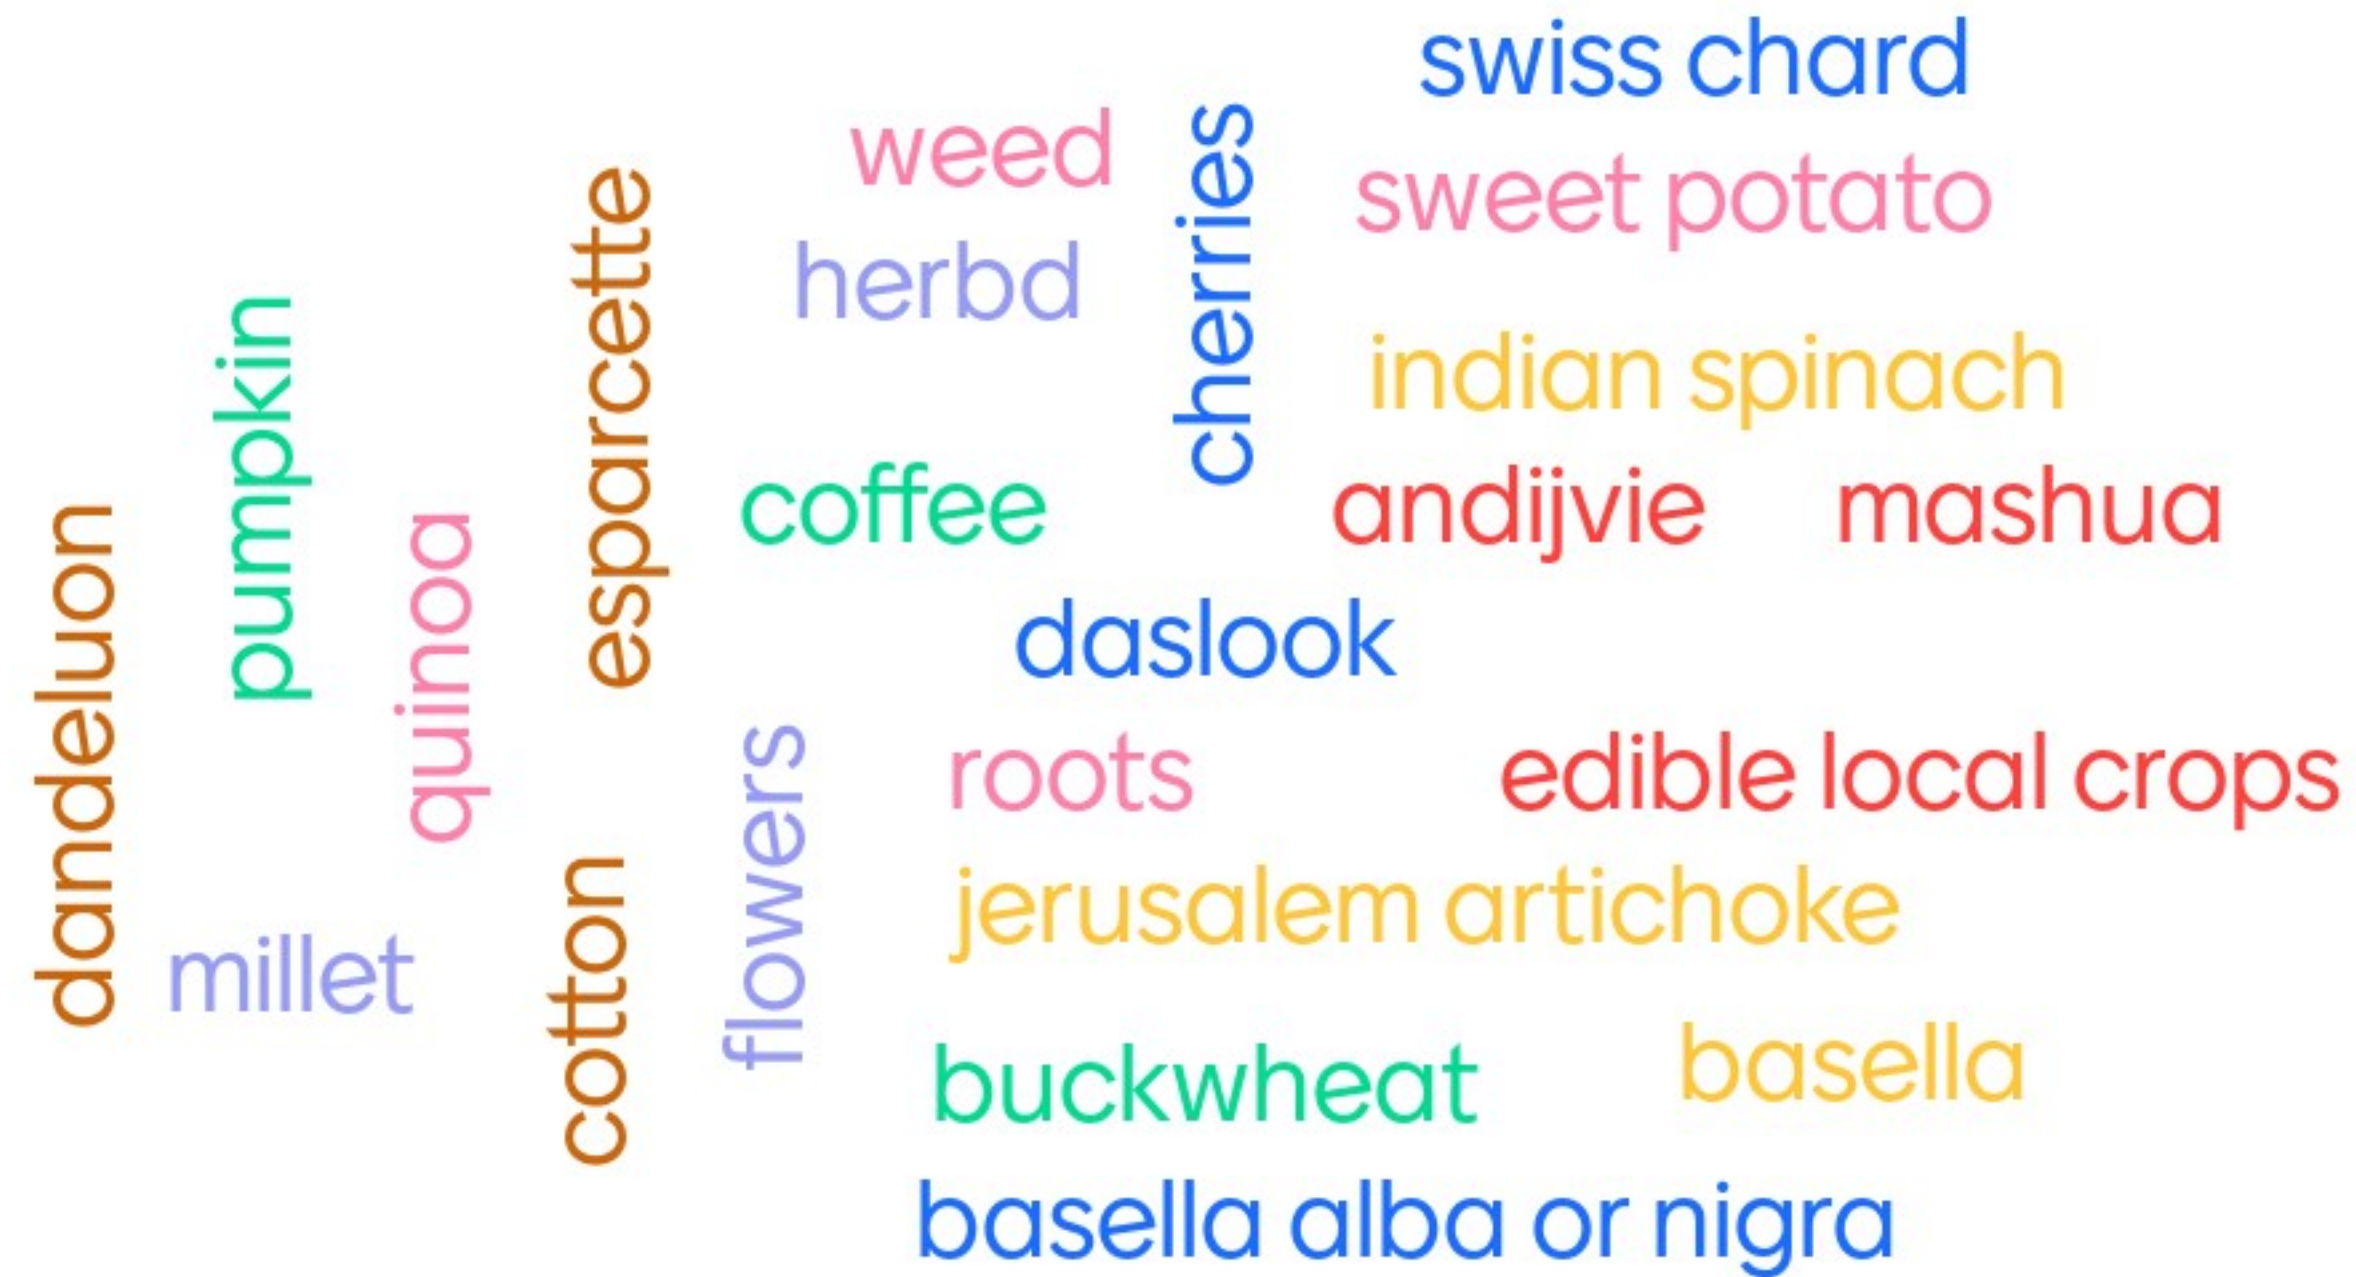 swiss chard
weed
cherries
sweet potato
esparcette
herbd
pumpkin
indian spinach
coffee
andijvie
mashua
dandeluon
quinoa
daslook
flowers
roots
edible local crops
cotton
jerusalem artichoke
millet
buckwheat
basella
basella alba or nigra